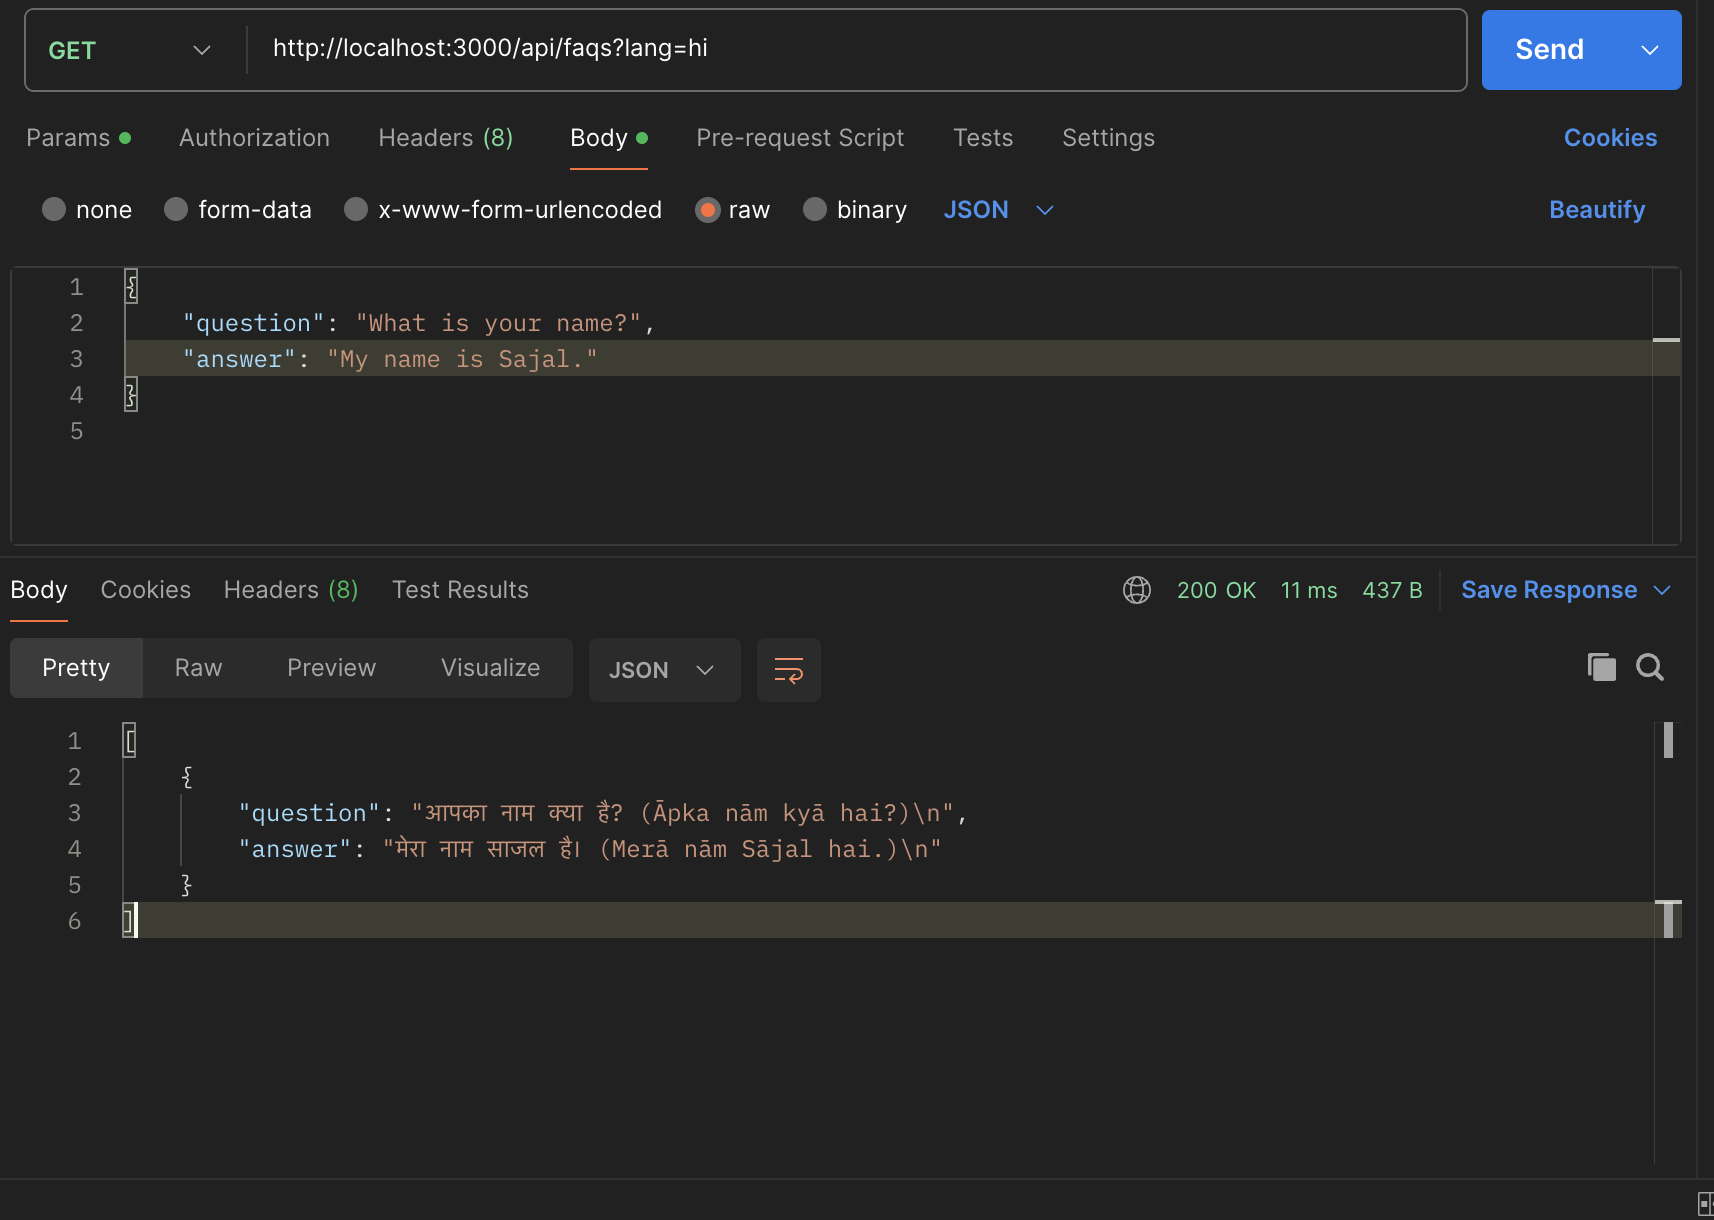 GET http://localhost:3000/api/faqs?lang=hi Send
Params Authorization Headers (8) Body Pre-request Script Tests Settings Cookies
none form-data x-www-form-urlencoded raw binary JSON Beautify
1 {
2 "question": "What is your name?",
3 "answer": "My name is Sajal."
4 }
5
Body Cookies Headers (8) Test Results 200 OK 11 ms 437 B Save Response
Pretty Raw Preview Visualize JSON
1 [
2 {
3 "question": "आपका नाम क्या है? (Āpka nām kyā hai?)\n",
4 "answer": "मेरा नाम साजल है। (Merā nām Sājal hai.)\n"
5 }
6 ]